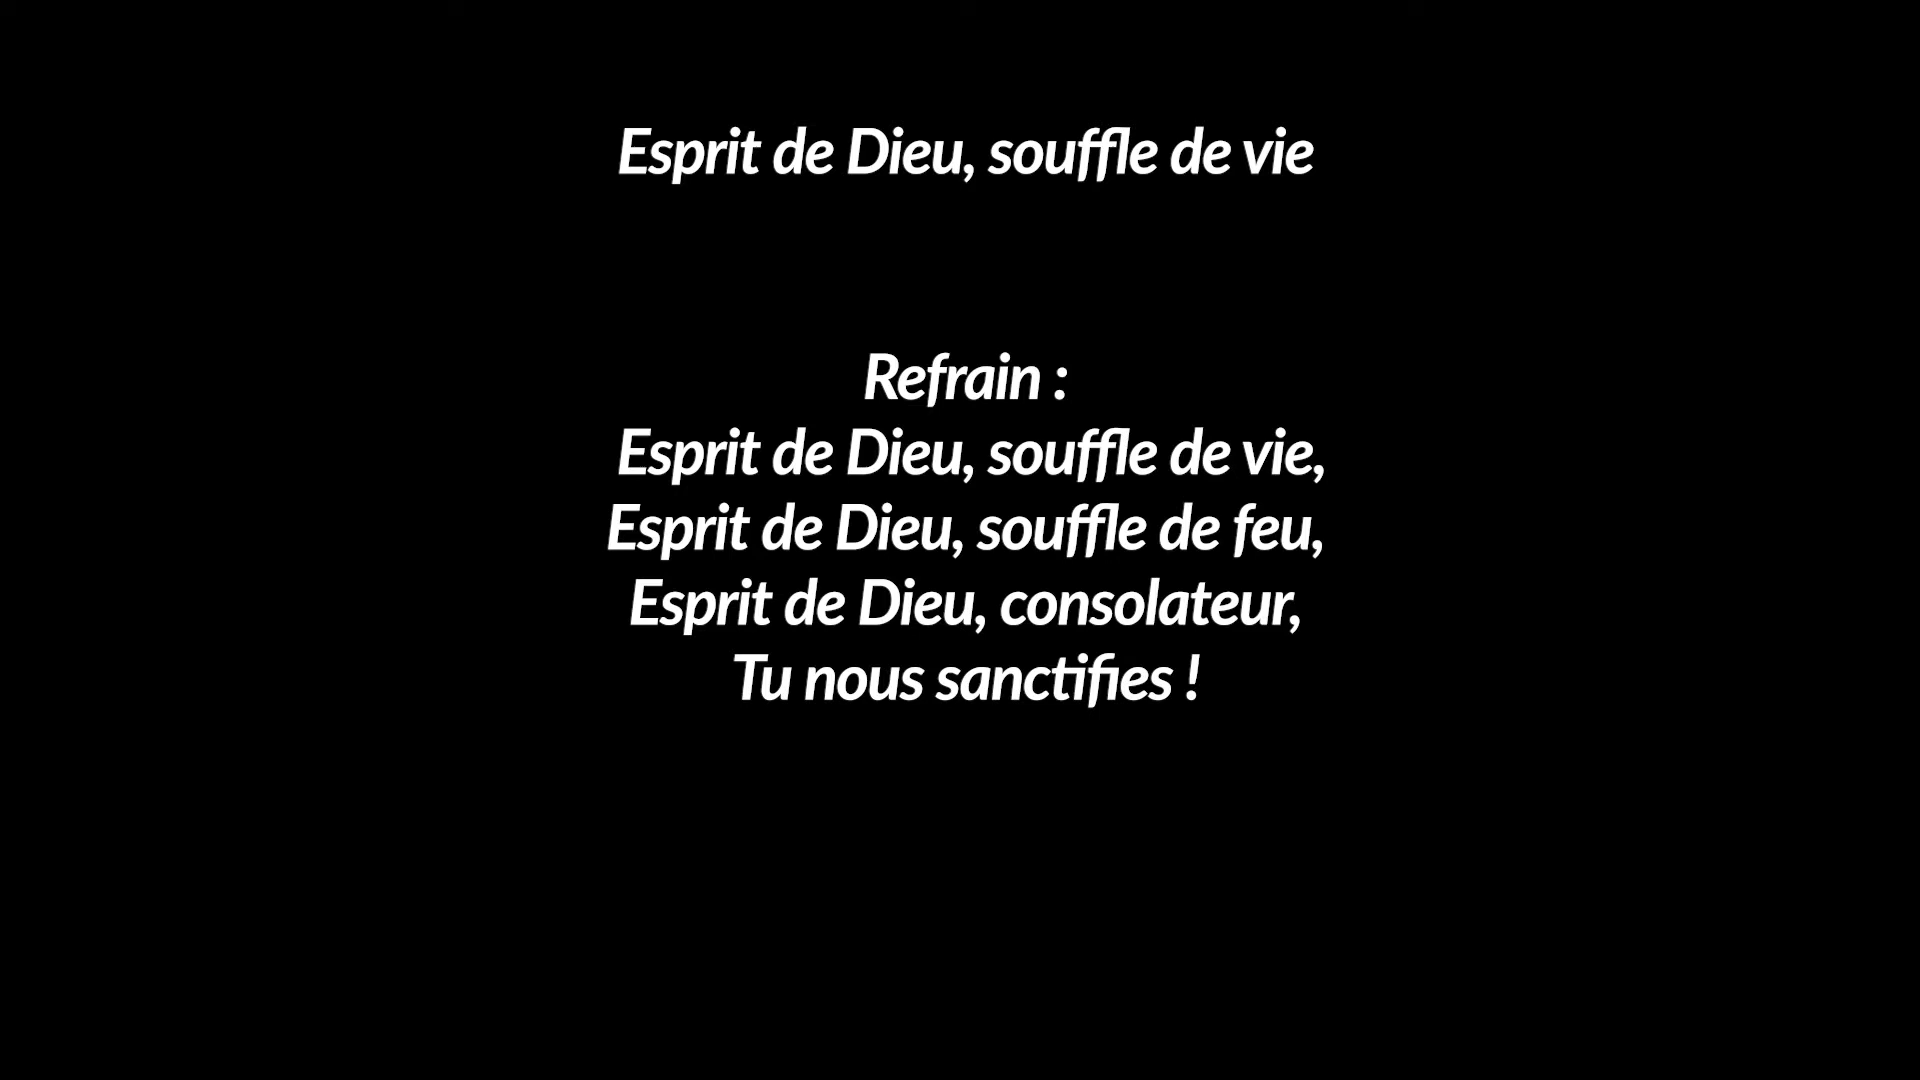 Esprit de Dieu, souffle de vie
Refrain :
Esprit de Dieu, souffle de vie,
Esprit de Dieu, souffle de feu,
Esprit de Dieu, consolateur,
Tu nous sanctifies !